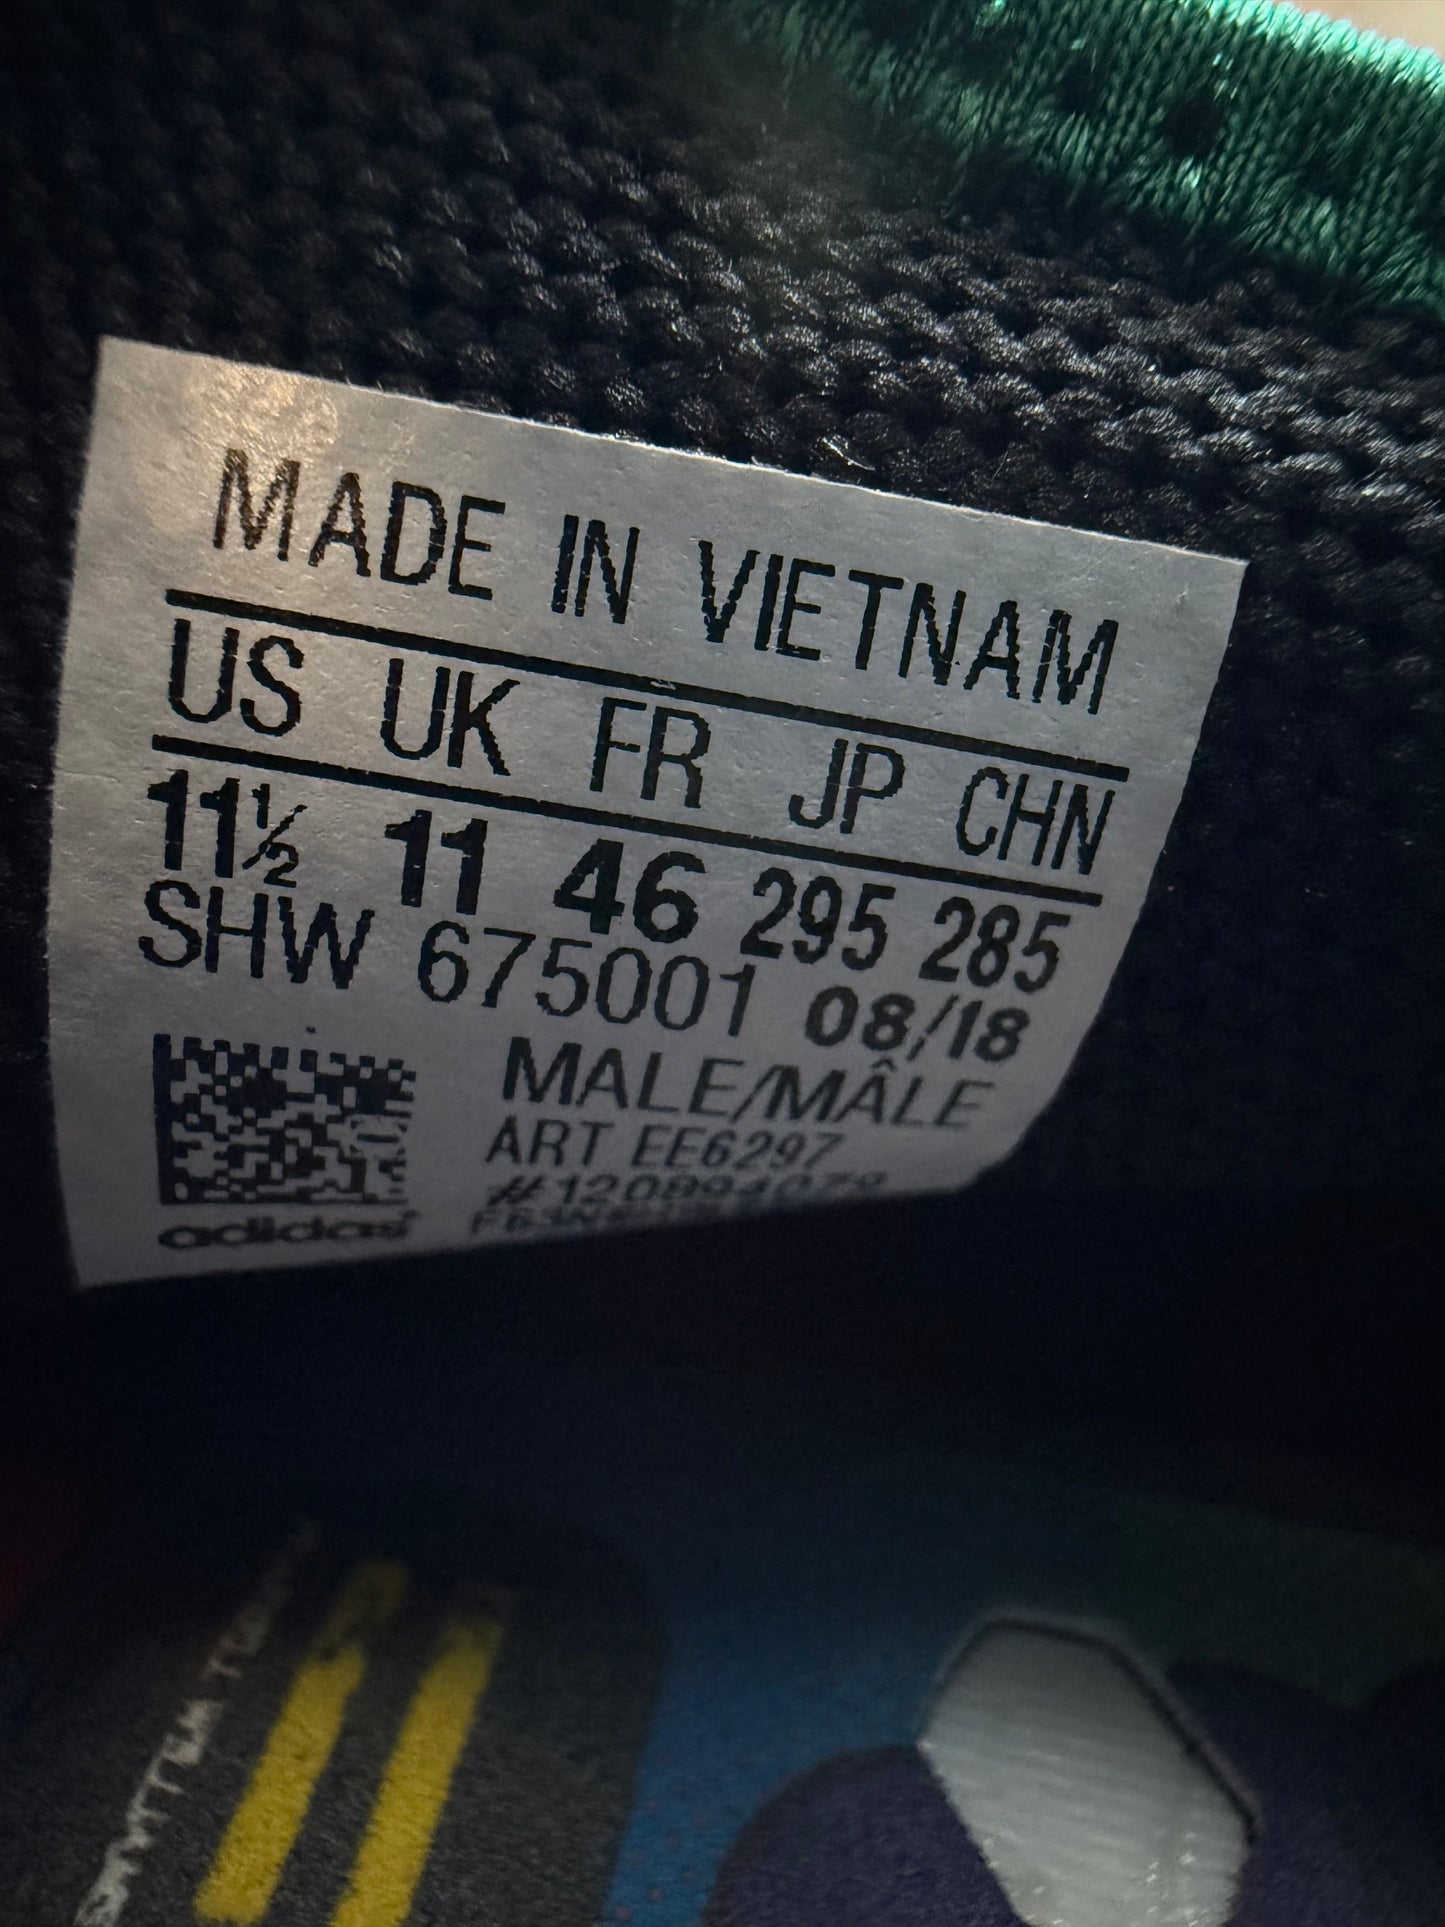 MADE IN VIETNAM
US UK FR JP CHN
11½ 11 46 295 285
SHW 675001 08/18
MALE/MÂLE
ART EE6297
adidas